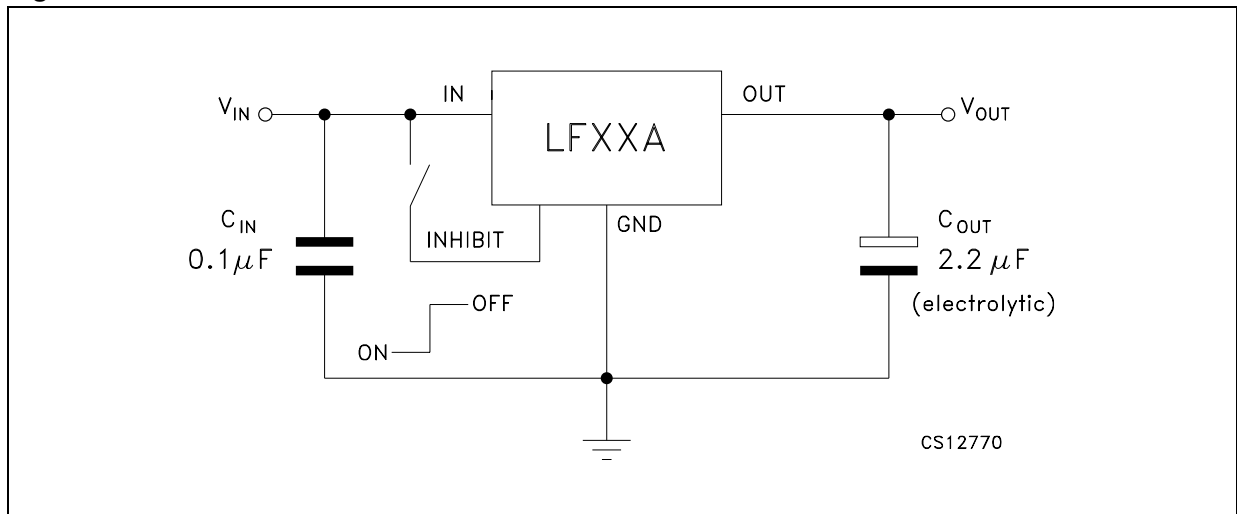 IN
OUT
V_IN
V_OUT
LFXXA
GND
C_IN
0.1μF
INHIBIT
C_OUT
2.2 μF
(electrolytic)
OFF
ON
CS12770